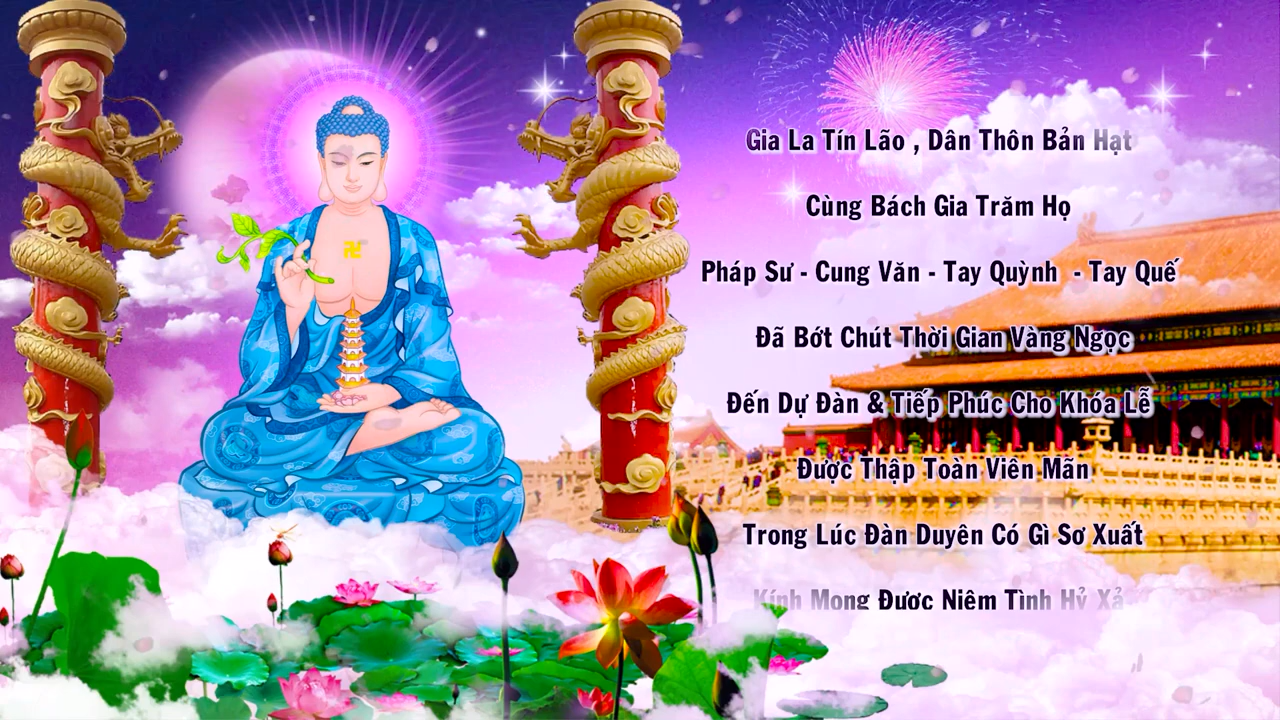 Gia La Tín Lão , Dân Thôn Bản Hạt
Cùng Bách Gia Trăm Họ
Pháp Sư - Cung Văn - Tay Quỳnh - Tay Quế
Đã Bớt Chút Thời Gian Vàng Ngọc
Đến Dự Đàn & Tiếp Phúc Cho Khóa Lễ
Được Thập Toàn Viên Mãn
Trong Lúc Đàn Duyên Có Gì Sơ Xuất
Kính Mong Được Niệm Tình Hỷ Xả